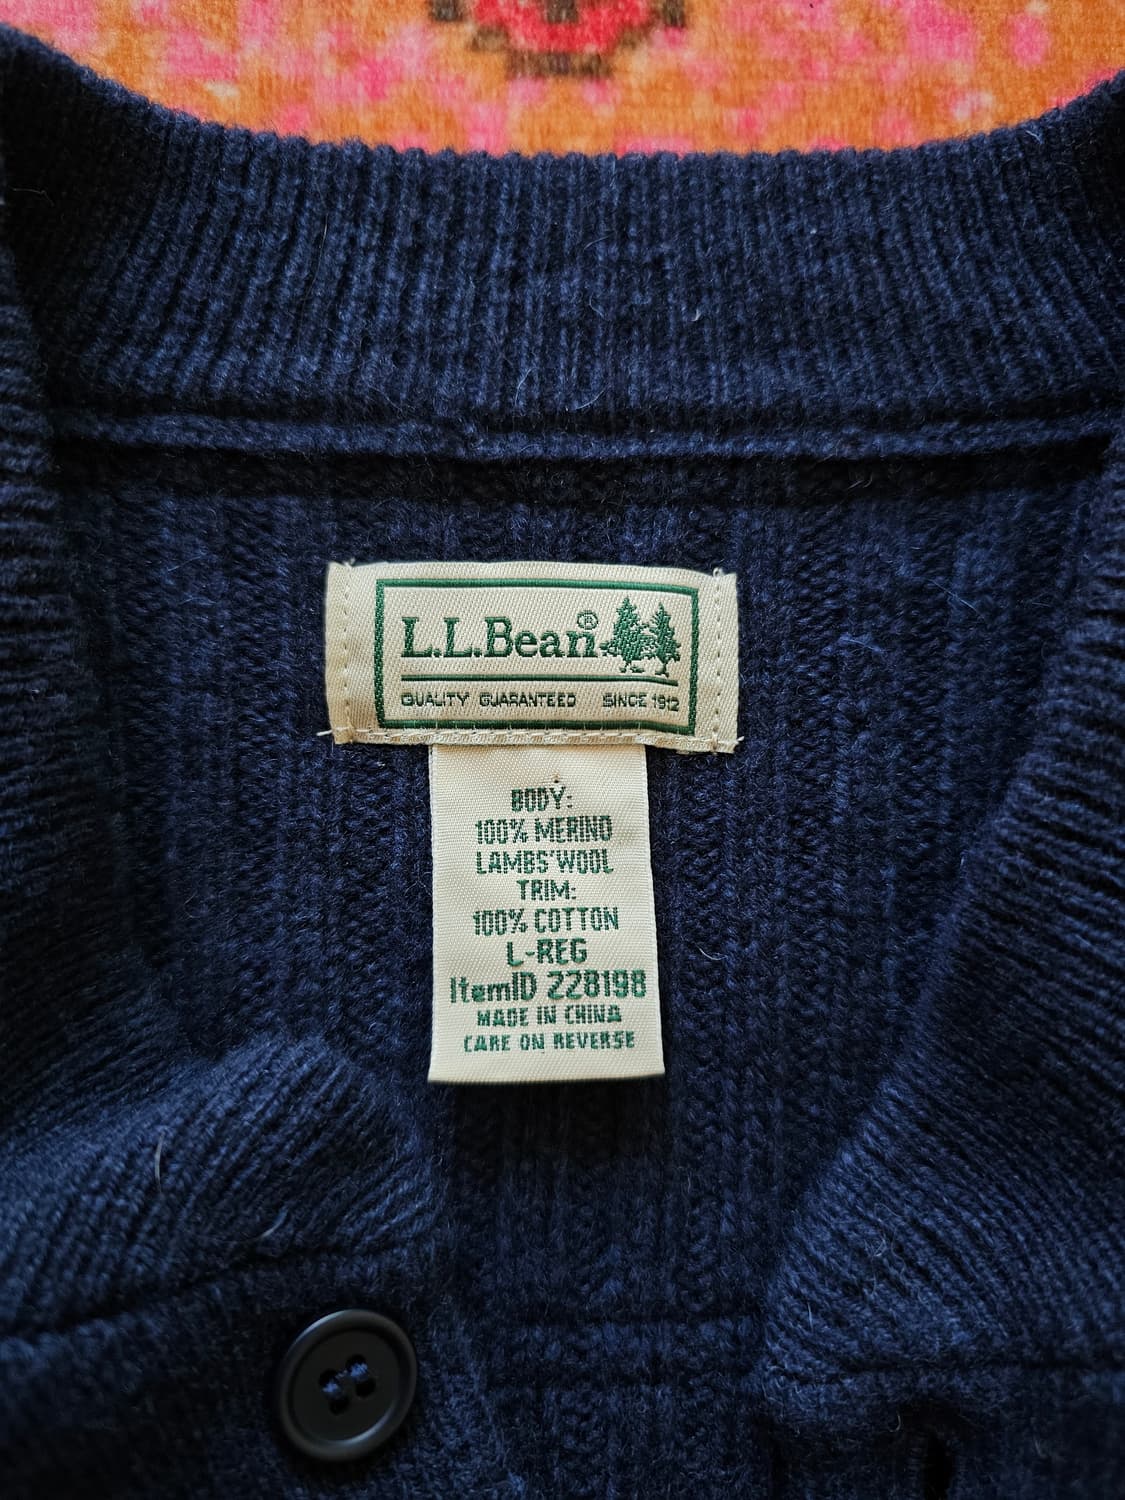 L.L.Bean®
QUALITY GUARANTEED SINCE 1912
BODY:
100% MERINO
LAMBS'WOOL
TRIM:
100% COTTON
L-REG
ItemID 228198
MADE IN CHINA
CARE ON REVERSE